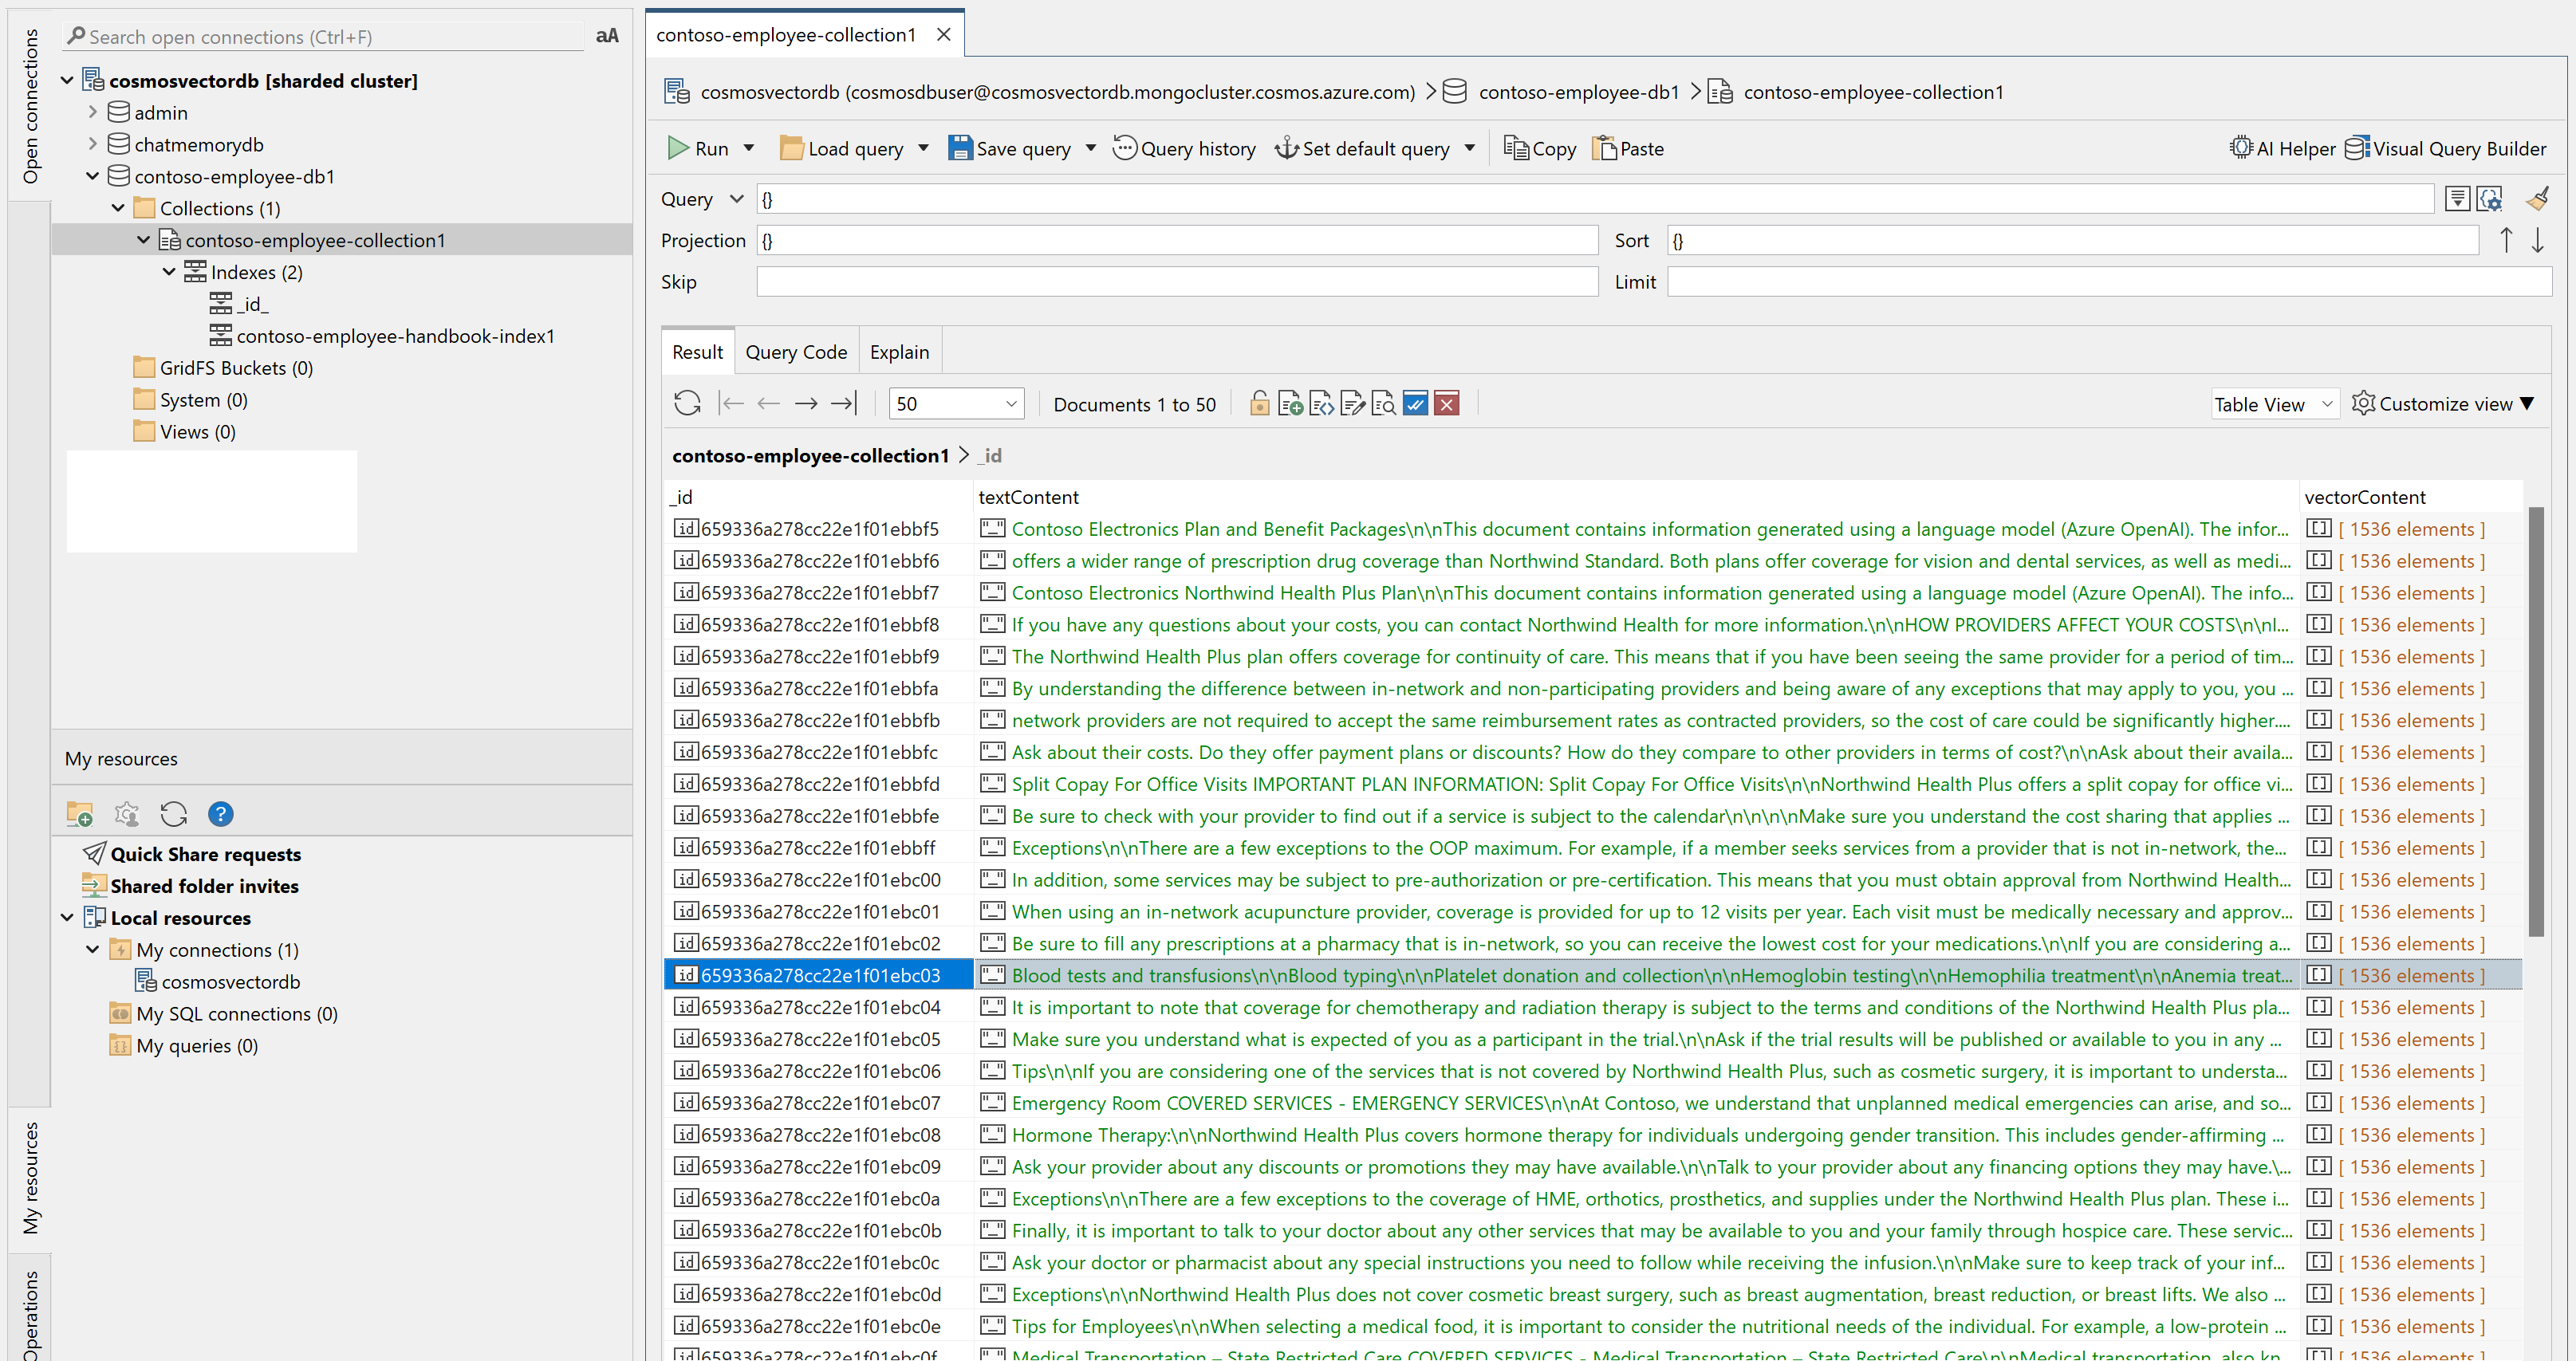 Open connections
Search open connections (Ctrl+F)
aA
cosmosvectordb [sharded cluster]
admin
chatmemorydb
contoso-employee-db1
Collections (1)
contoso-employee-collection1
Indexes (2)
_id_
contoso-employee-handbook-index1
GridFS Buckets (0)
System (0)
Views (0)
My resources
Quick Share requests
Shared folder invites
Local resources
My connections (1)
cosmosvectordb
My SQL connections (0)
My queries (0)
My resources
Operations
contoso-employee-collection1
cosmosvectordb (cosmosdbuser@cosmosvectordb.mongocluster.cosmos.azure.com) contoso-employee-db1 contoso-employee-collection1
Run Load query Save query Query history Set default query Copy Paste AI Helper Visual Query Builder
Query {}
Projection {} Sort {}
Skip Limit
Result Query Code Explain
50 Documents 1 to 50 Table View Customize view
contoso-employee-collection1 > _id
_id textContent vectorContent
id 659336a278cc22e1f01ebbf5 Contoso Electronics Plan and Benefit Packages\n\nThis document contains information generated using a language model (Azure OpenAI). The infor... [ 1536 elements ]
id 659336a278cc22e1f01ebbf6 offers a wider range of prescription drug coverage than Northwind Standard. Both plans offer coverage for vision and dental services, as well as medi... [ 1536 elements ]
id 659336a278cc22e1f01ebbf7 Contoso Electronics Northwind Health Plus Plan\n\nThis document contains information generated using a language model (Azure OpenAI). The info... [ 1536 elements ]
id 659336a278cc22e1f01ebbf8 If you have any questions about your costs, you can contact Northwind Health for more information.\n\nHOW PROVIDERS AFFECT YOUR COSTS\n\nI... [ 1536 elements ]
id 659336a278cc22e1f01ebbf9 The Northwind Health Plus plan offers coverage for continuity of care. This means that if you have been seeing the same provider for a period of tim... [ 1536 elements ]
id 659336a278cc22e1f01ebbfa By understanding the difference between in-network and non-participating providers and being aware of any exceptions that may apply to you, you ... [ 1536 elements ]
id 659336a278cc22e1f01ebbfb network providers are not required to accept the same reimbursement rates as contracted providers, so the cost of care could be significantly higher.... [ 1536 elements ]
id 659336a278cc22e1f01ebbfc Ask about their costs. Do they offer payment plans or discounts? How do they compare to other providers in terms of cost?\n\nAsk about their availa... [ 1536 elements ]
id 659336a278cc22e1f01ebbfd Split Copay For Office Visits IMPORTANT PLAN INFORMATION: Split Copay For Office Visits\n\nNorthwind Health Plus offers a split copay for office vi... [ 1536 elements ]
id 659336a278cc22e1f01ebbfe Be sure to check with your provider to find out if a service is subject to the calendar\n\n\n\nMake sure you understand the cost sharing that applies ... [ 1536 elements ]
id 659336a278cc22e1f01ebbff Exceptions\n\nThere are a few exceptions to the OOP maximum. For example, if a member seeks services from a provider that is not in-network, the... [ 1536 elements ]
id 659336a278cc22e1f01ebc00 In addition, some services may be subject to pre-authorization or pre-certification. This means that you must obtain approval from Northwind Health... [ 1536 elements ]
id 659336a278cc22e1f01ebc01 When using an in-network acupuncture provider, coverage is provided for up to 12 visits per year. Each visit must be medically necessary and approv... [ 1536 elements ]
id 659336a278cc22e1f01ebc02 Be sure to fill any prescriptions at a pharmacy that is in-network, so you can receive the lowest cost for your medications.\n\nIf you are considering a... [ 1536 elements ]
id 659336a278cc22e1f01ebc03 Blood tests and transfusions\n\nBlood typing\n\nPlatelet donation and collection\n\nHemoglobin testing\n\nHemophilia treatment\n\nAnemia treat... [ 1536 elements ]
id 659336a278cc22e1f01ebc04 It is important to note that coverage for chemotherapy and radiation therapy is subject to the terms and conditions of the Northwind Health Plus pla... [ 1536 elements ]
id 659336a278cc22e1f01ebc05 Make sure you understand what is expected of you as a participant in the trial.\n\nAsk if the trial results will be published or available to you in any ... [ 1536 elements ]
id 659336a278cc22e1f01ebc06 Tips\n\nIf you are considering one of the services that is not covered by Northwind Health Plus, such as cosmetic surgery, it is important to understa... [ 1536 elements ]
id 659336a278cc22e1f01ebc07 Emergency Room COVERED SERVICES - EMERGENCY SERVICES\n\nAt Contoso, we understand that unplanned medical emergencies can arise, and so... [ 1536 elements ]
id 659336a278cc22e1f01ebc08 Hormone Therapy:\n\nNorthwind Health Plus covers hormone therapy for individuals undergoing gender transition. This includes gender-affirming ... [ 1536 elements ]
id 659336a278cc22e1f01ebc09 Ask your provider about any discounts or promotions they may have available.\n\nTalk to your provider about any financing options they may have.\... [ 1536 elements ]
id 659336a278cc22e1f01ebc0a Exceptions\n\nThere are a few exceptions to the coverage of HME, orthotics, prosthetics, and supplies under the Northwind Health Plus plan. These i... [ 1536 elements ]
id 659336a278cc22e1f01ebc0b Finally, it is important to talk to your doctor about any other services that may be available to you and your family through hospice care. These servic... [ 1536 elements ]
id 659336a278cc22e1f01ebc0c Ask your doctor or pharmacist about any special instructions you need to follow while receiving the infusion.\n\nMake sure to keep track of your inf... [ 1536 elements ]
id 659336a278cc22e1f01ebc0d Exceptions\n\nNorthwind Health Plus does not cover cosmetic breast surgery, such as breast augmentation, breast reduction, or breast lifts. We also ... [ 1536 elements ]
id 659336a278cc22e1f01ebc0e Tips for Employees\n\nWhen selecting a medical food, it is important to consider the nutritional needs of the individual. For example, a low-protein ... [ 1536 elements ]
id 659336a278cc22e1f01ebc0f Medical Transportation – State Restricted Care COVERED SERVICES - Medical Transportation – State Restricted Care\n\nMedical transportation, also kn... [ 1536 elements ]